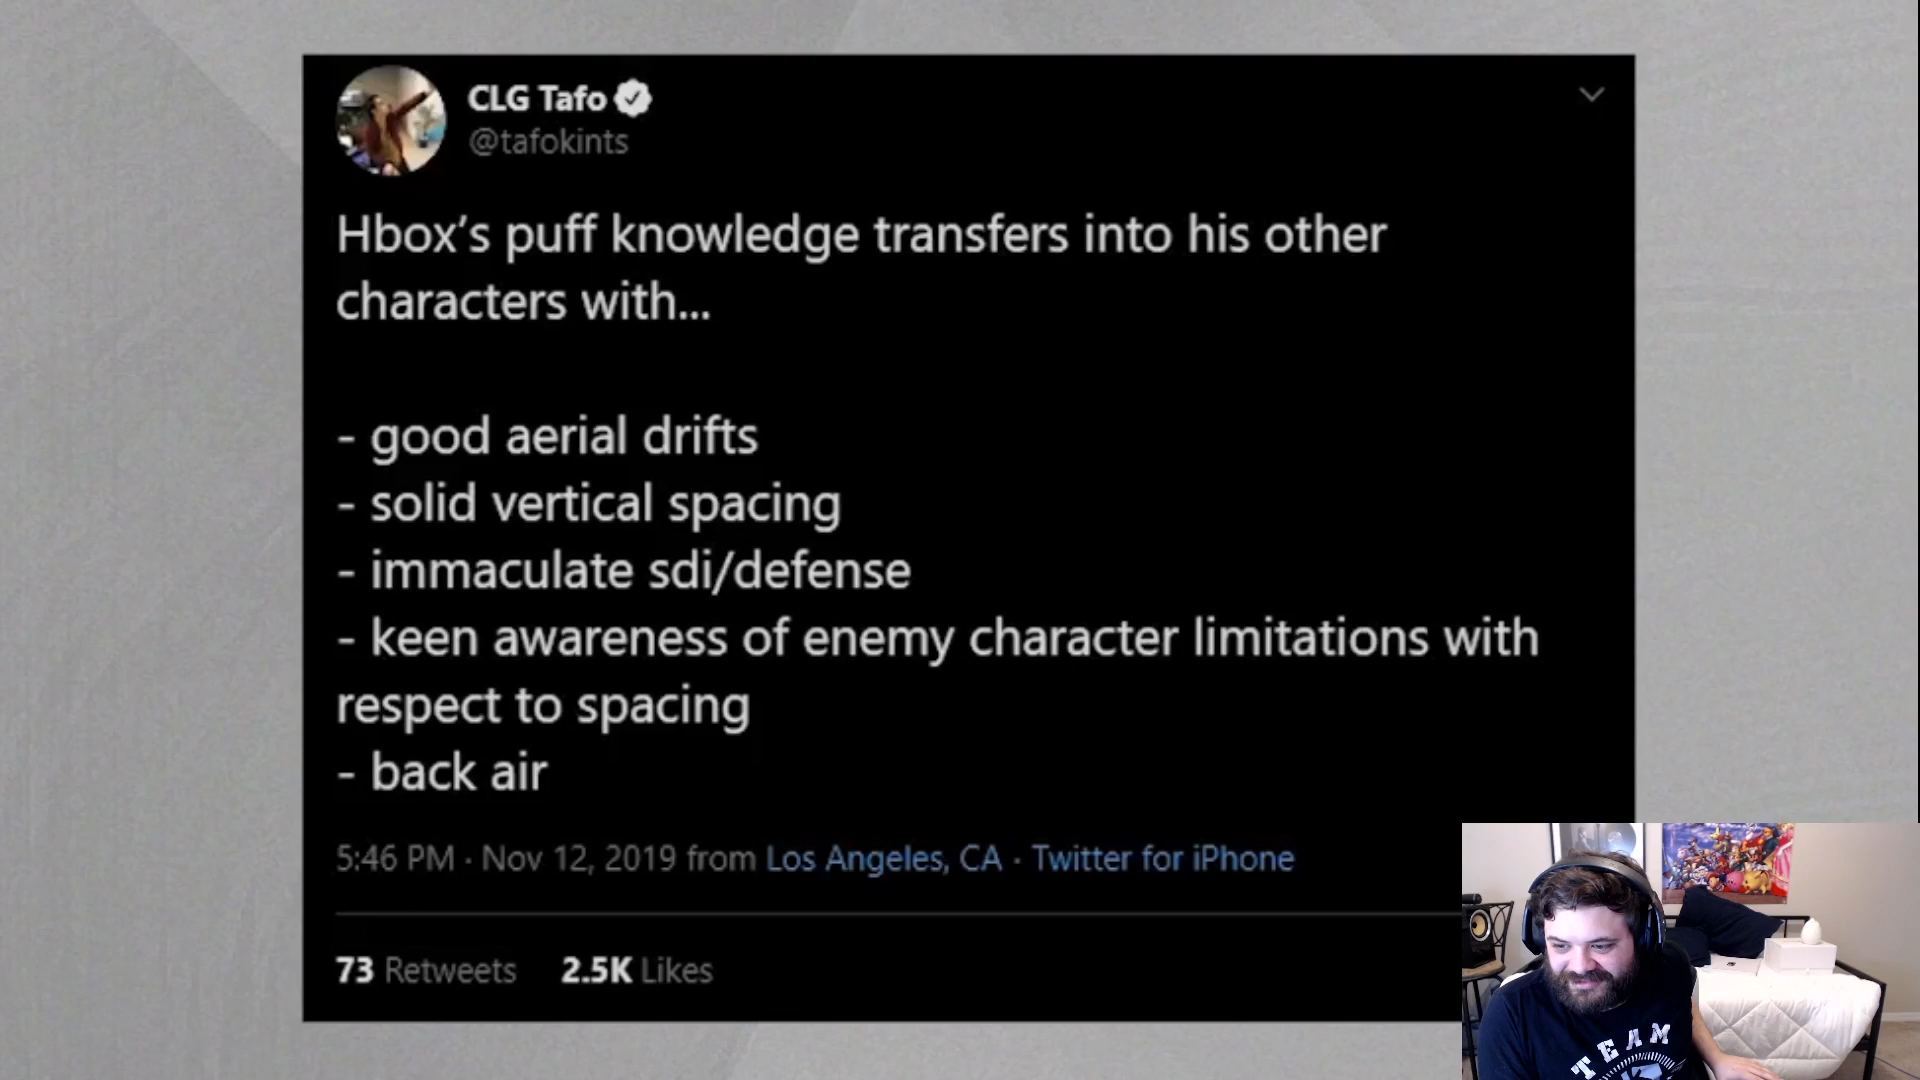 CLG Tafo
@tafokints
Hbox’s puff knowledge transfers into his other
characters with...
- good aerial drifts
- solid vertical spacing
- immaculate sdi/defense
- keen awareness of enemy character limitations with
respect to spacing
- back air
5:46 PM · Nov 12, 2019 from Los Angeles, CA · Twitter for iPhone
73 Retweets 2.5K Likes
TEAM